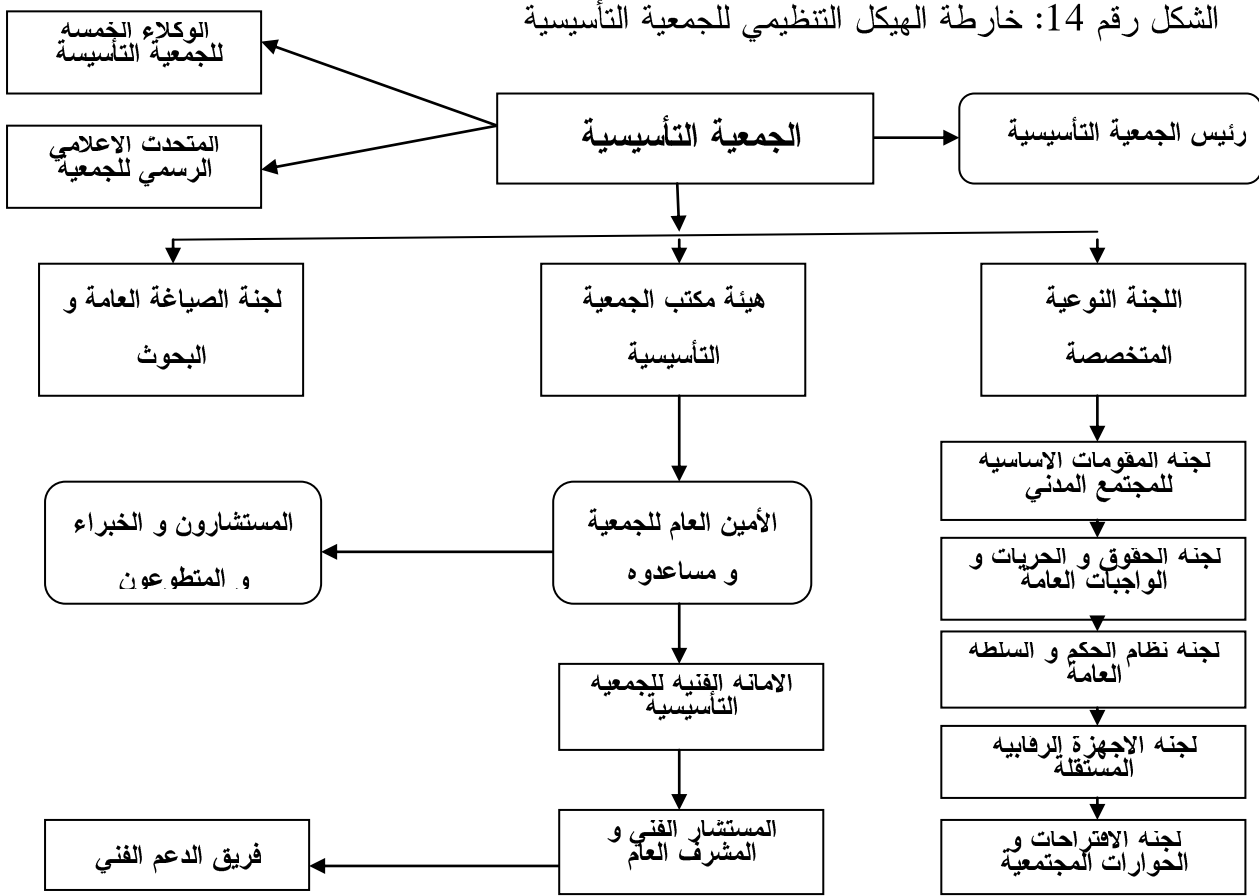 الشكل رقم 14: خارطة الهيكل التنظيمي للجمعية التأسيسية
الوكلاء الخمسه
للجمعية التأسيسة
الجمعية التأسيسية
رئيس الجمعية التأسيسية
المتحدث الاعلامي
الرسمي للجمعية
اللجنة النوعية
المتخصصة
هيئة مكتب الجمعية
التأسيسية
لجنة الصياغة العامة و
البحوث
لجنه المقومات الاساسيه
للمجتمع المدني
لجنه الحقوق و الحريات و
الواجبات العامة
لجنه نظام الحكم و السلطه
العامة
لجنه الاجهزة الرقابيه
المستقلة
لجنه الاقتراحات و
الحوارات المجتمعية
الأمين العام للجمعية
و مساعدوه
المستشارون و الخبراء
و المتطوعون
الامانه الفنيه للجمعيه
التأسيسية
المستشار الفني و
المشرف العام
فريق الدعم الفني